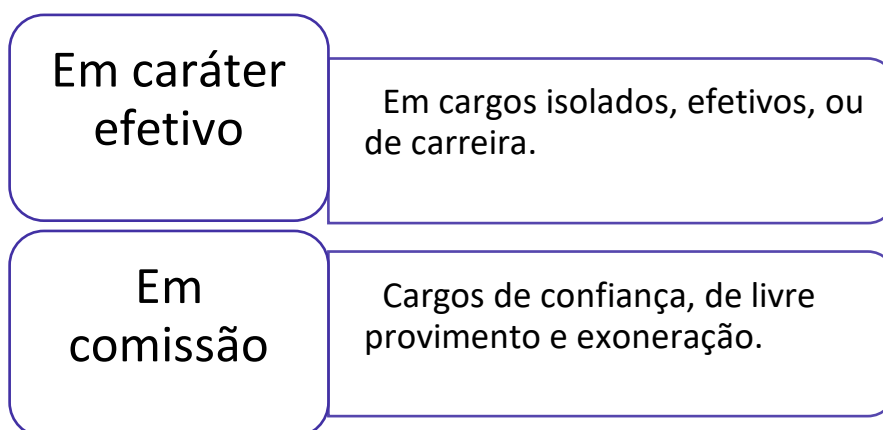 Em caráter
efetivo
Em cargos isolados, efetivos, ou
de carreira.
Em
comissão
Cargos de confiança, de livre
provimento e exoneração.